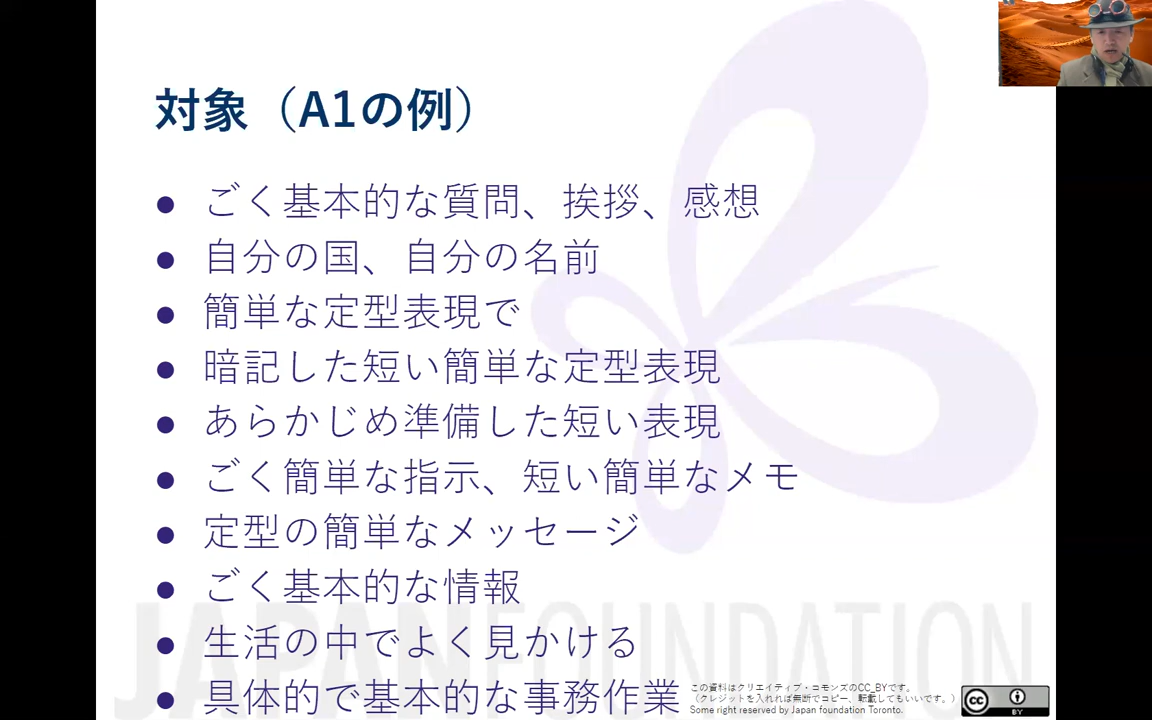 対象（A1の例）
● ごく基本的な質問、挨拶、感想
● 自分の国、自分の名前
● 簡単な定型表現で
● 暗記した短い簡単な定型表現
● あらかじめ準備した短い表現
● ごく簡単な指示、短い簡単なメモ
● 定型の簡単なメッセージ
● ごく基本的な情報
● 生活の中でよく見かける
● 具体的で基本的な事務作業
この資料はクリエイティブ・コモンズのCC_BYです。
（クレジットを入れれば無断でコピー、転載してもいいです。）
Some right reserved by Japan foundation Toronto.
cc
BY
JAPANFOUNDATION